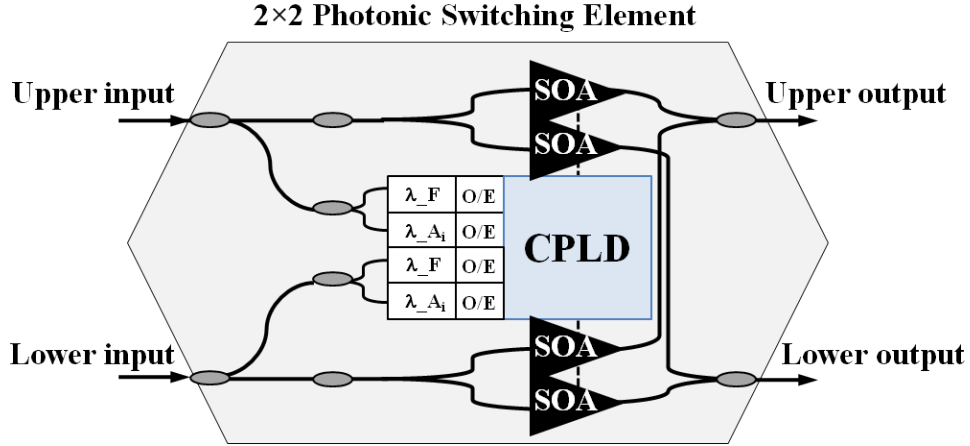 2×2 Photonic Switching Element
Upper input
Upper output
SOA
SOA
λ_F O/E
λ_Aᵢ O/E
λ_F O/E
λ_Aᵢ O/E
CPLD
Lower input
Lower output
SOA
SOA